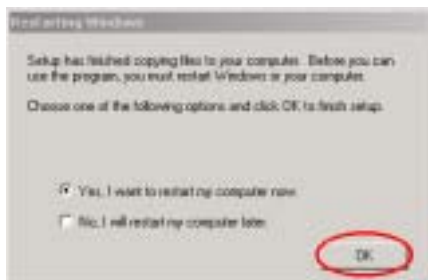 Restarting Windows
Setup has finished copying files to your computer. Before you can
use the program, you must restart Windows or your computer.
Choose one of the following options and click OK to finish setup.
Yes, I want to restart my computer now.
No, I will restart my computer later.
OK